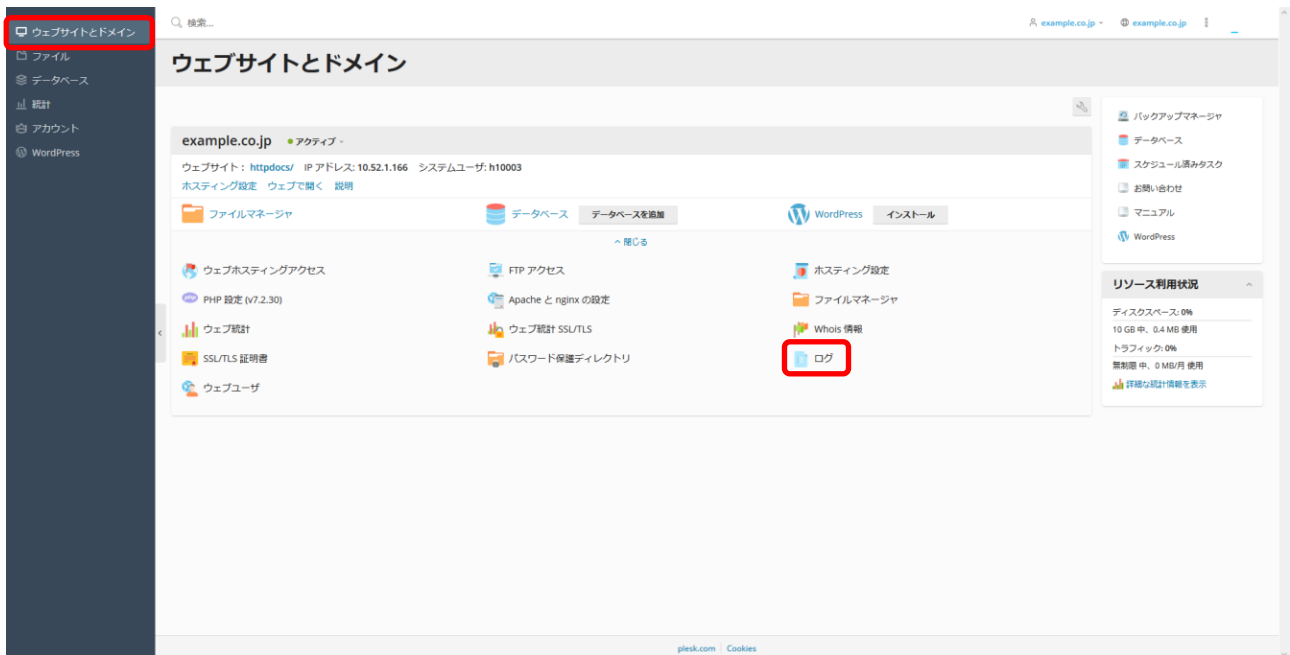 検索...
example.co.jp
example.co.jp
ウェブサイトとドメイン
ファイル
データベース
統計
アカウント
WordPress
ウェブサイトとドメイン
example.co.jp アクティブ
ウェブサイト： httpdocs/ IP アドレス: 10.52.1.166 システムユーザ: h10003
ホスティング設定 ウェブで開く 説明
ファイルマネージャ
データベース データベースを追加
WordPress インストール
閉じる
ウェブホスティングアクセス
FTP アクセス
ホスティング設定
PHP 設定 (v7.2.30)
Apache と nginx の設定
ファイルマネージャ
ウェブ統計
ウェブ統計 SSL/TLS
Whois 情報
SSL/TLS 証明書
パスワード保護ディレクトリ
ログ
ウェブユーザ
バックアップマネージャ
データベース
スケジュール済みタスク
お問い合わせ
マニュアル
WordPress
リソース利用状況
ディスクスペース: 0%
10 GB 中、0.4 MB 使用
トラフィック: 0%
無制限 中、0 MB/月 使用
詳細な統計情報を表示
plesk.com Cookies